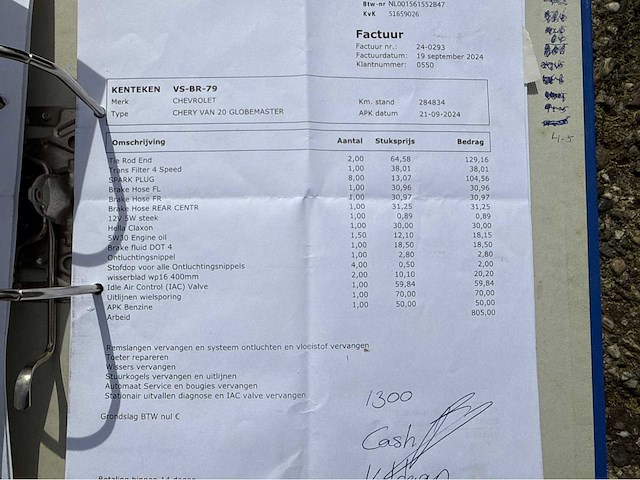 Btw-nr NL001561552B47
KvK 51659026
Factuur
Factuur nr.: 24-0293
Factuurdatum: 19 september 2024
Klantnummer: 0550
KENTEKEN VS-BR-79
Merk CHEVROLET Km. stand 284834
Type CHERY VAN 20 GLOBEMASTER APK datum 21-09-2024
Omschrijving Aantal Stuksprijs Bedrag
Tie Rod End 2,00 64,58 129,16
Trans Filter 4 Speed 1,00 38,01 38,01
SPARK PLUG 8,00 13,07 104,56
Brake Hose FL 1,00 30,96 30,96
Brake Hose FR 1,00 30,97 30,97
Brake Hose REAR CENTR 1,00 31,25 31,25
12V 5W steek 1,00 0,89 0,89
Hella Claxon 1,00 30,00 30,00
5W30 Engine oil 1,50 12,10 18,15
Brake fluid DOT 4 1,00 18,50 18,50
Ontluchtingsnippel 1,00 2,80 2,80
Stofdop voor alle Ontluchtingsnippels 4,00 0,50 2,00
wisserblad wp16 400mm 2,00 10,10 20,20
Idle Air Control (IAC) Valve 1,00 59,84 59,84
Uitlijnen wielsporing 1,00 70,00 70,00
APK Benzine 1,00 50,00 50,00
Arbeid 805,00
Remslangen vervangen en systeem ontluchten en vloeistof vervangen
Toeter repareren
Wissers vervangen
Stuurkogels vervangen en uitlijnen
Automaat Service en bougies vervangen
Stationair uitvallen diagnose en IAC valve vervangen
Grondslag BTW nul €
1300
Cash
Betaling binnen 14 dagen
4-5